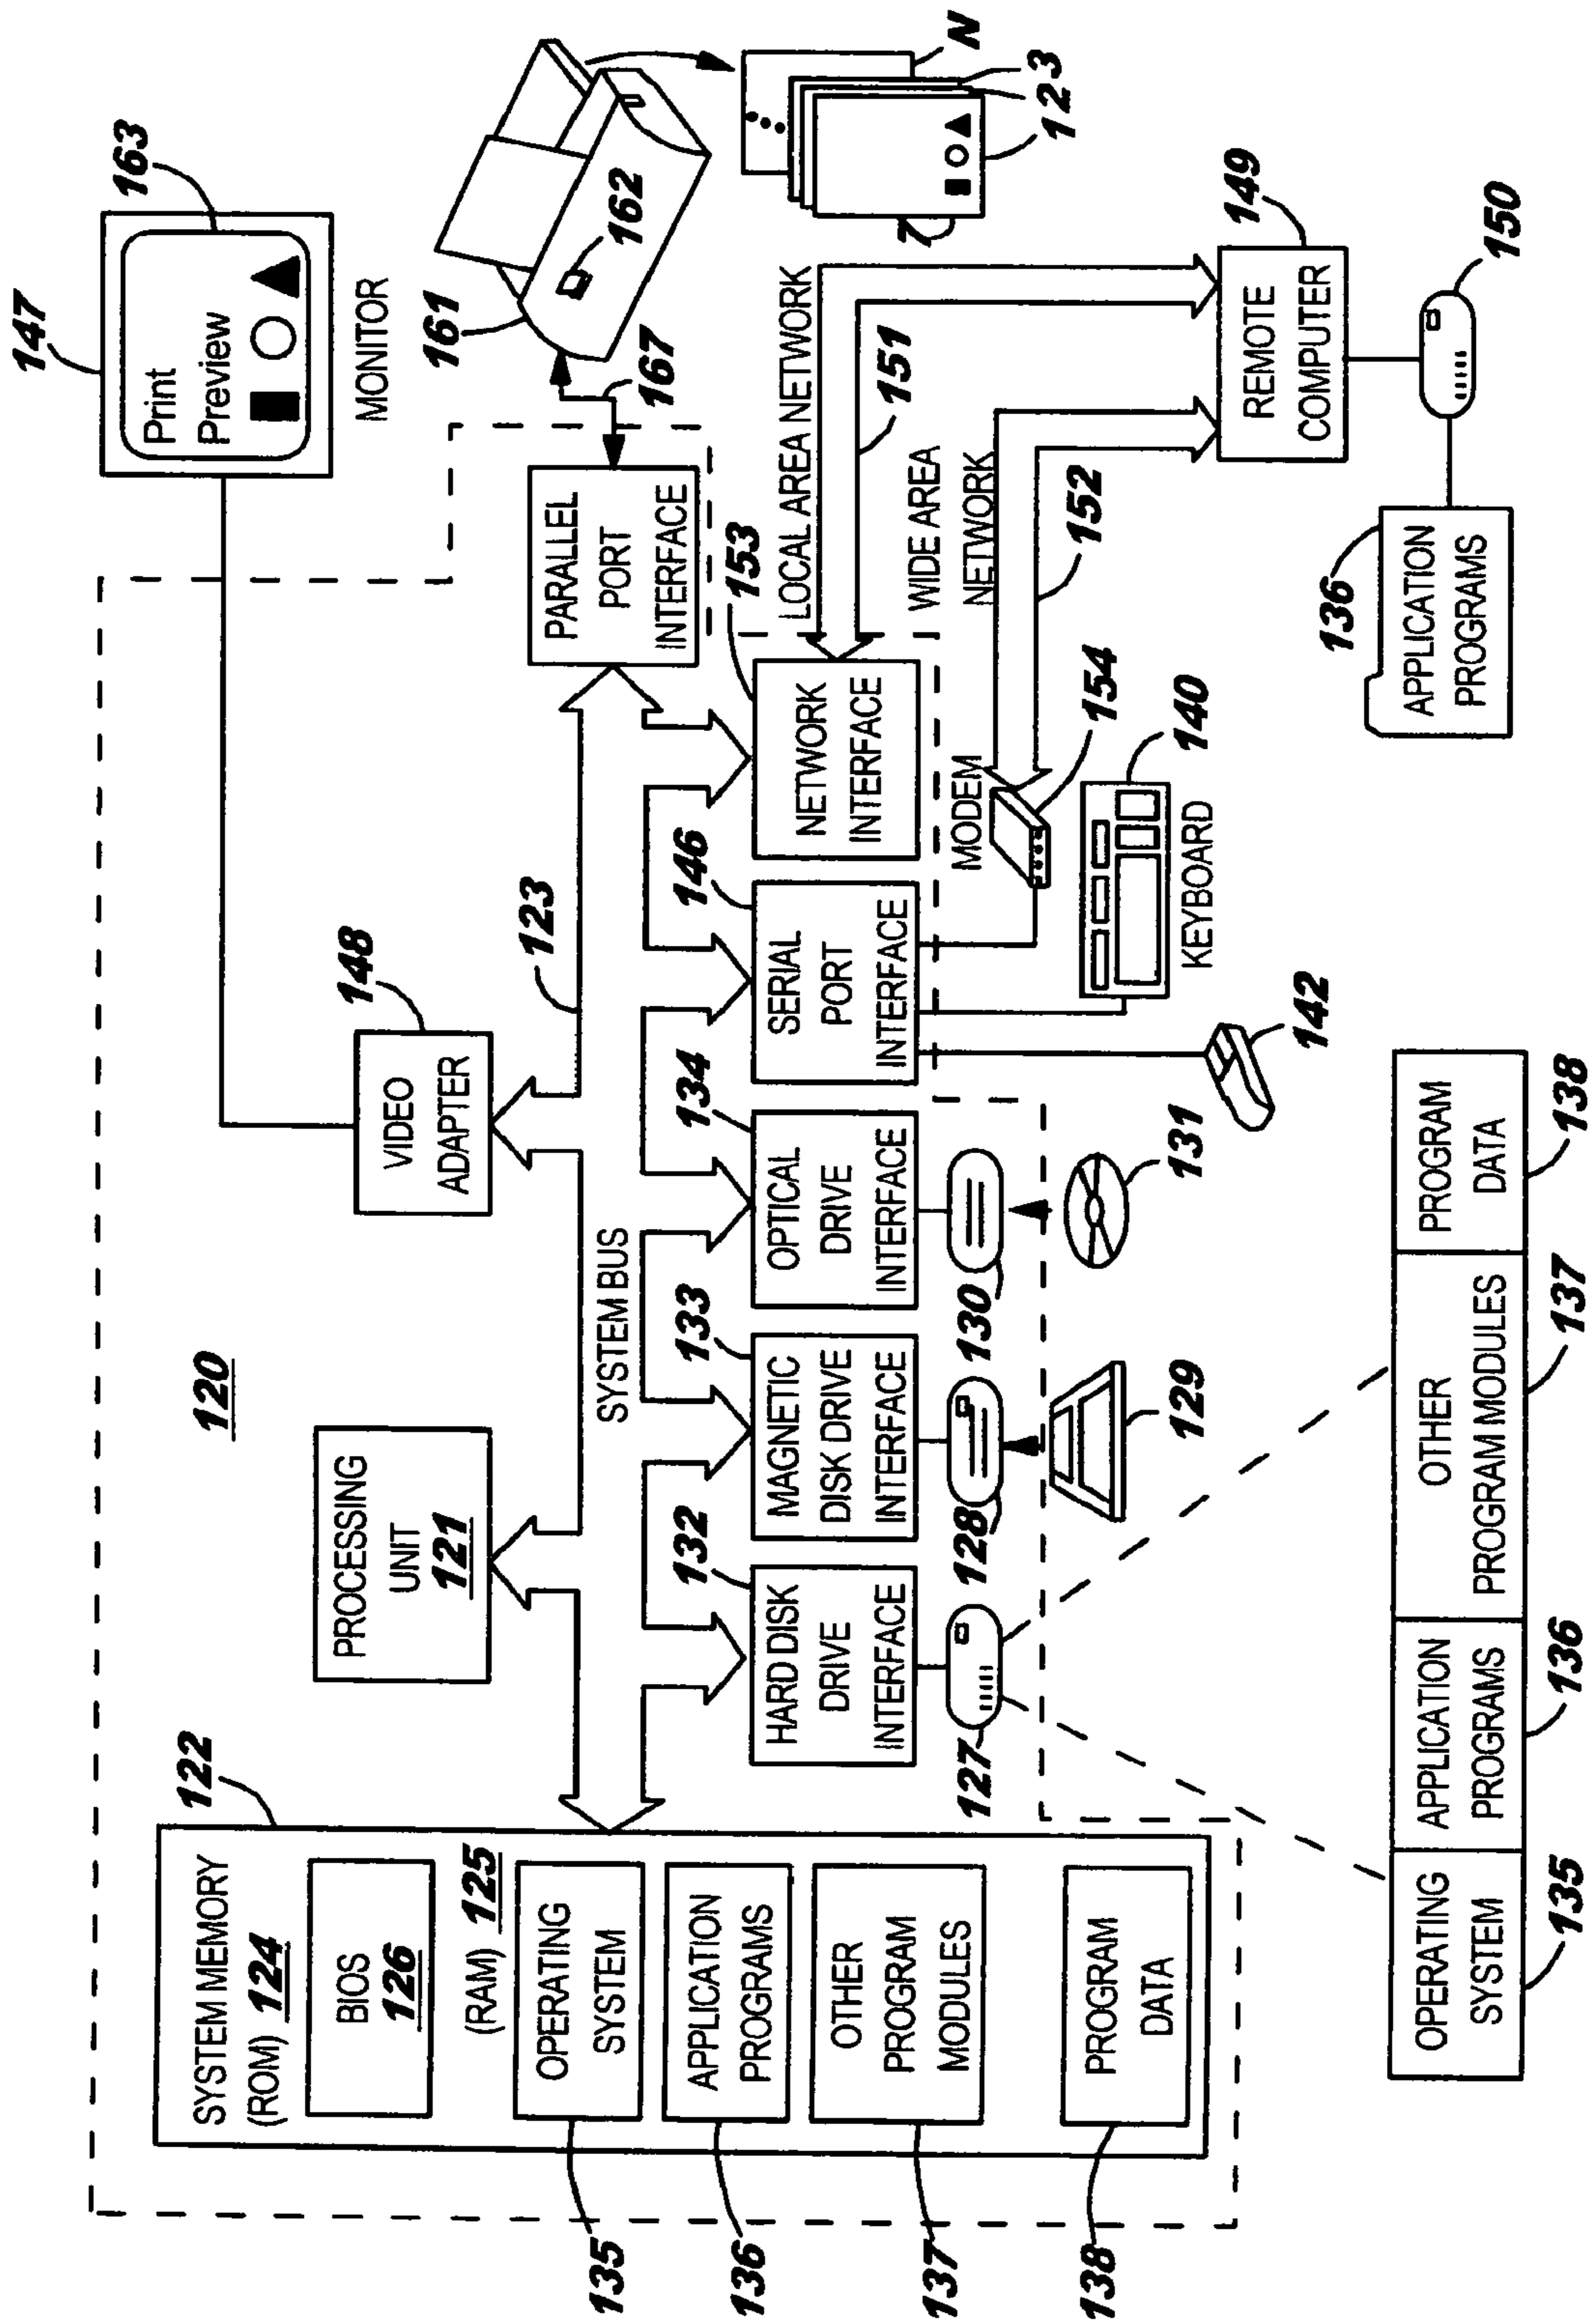 147
163
Print
Preview
MONITOR
120
148
VIDEO
ADAPTER
PROCESSING
UNIT
121
122
SYSTEM MEMORY
(ROM) 124
BIOS
126
(RAM) 125
OPERATING
SYSTEM
135
APPLICATION
PROGRAMS
136
OTHER
PROGRAM
MODULES
137
PROGRAM
DATA
138
123
SYSTEM BUS
161
162
167
N
3
2
1
1
7
PARALLEL
PORT
INTERFACE
132
HARD DISK
DRIVE
INTERFACE
133
MAGNETIC
DISK DRIVE
INTERFACE
134
OPTICAL
DRIVE
INTERFACE
146
SERIAL
PORT
INTERFACE
153
NETWORK
INTERFACE
LOCAL AREA NETWORK
151
WIDE AREA
NETWORK
152
127
128
130
129
131
MODEM
154
140
KEYBOARD
142
149
REMOTE
COMPUTER
150
136
APPLICATION
PROGRAMS
OPERATING
SYSTEM
135
APPLICATION
PROGRAMS
136
OTHER
PROGRAM MODULES
137
PROGRAM
DATA
138